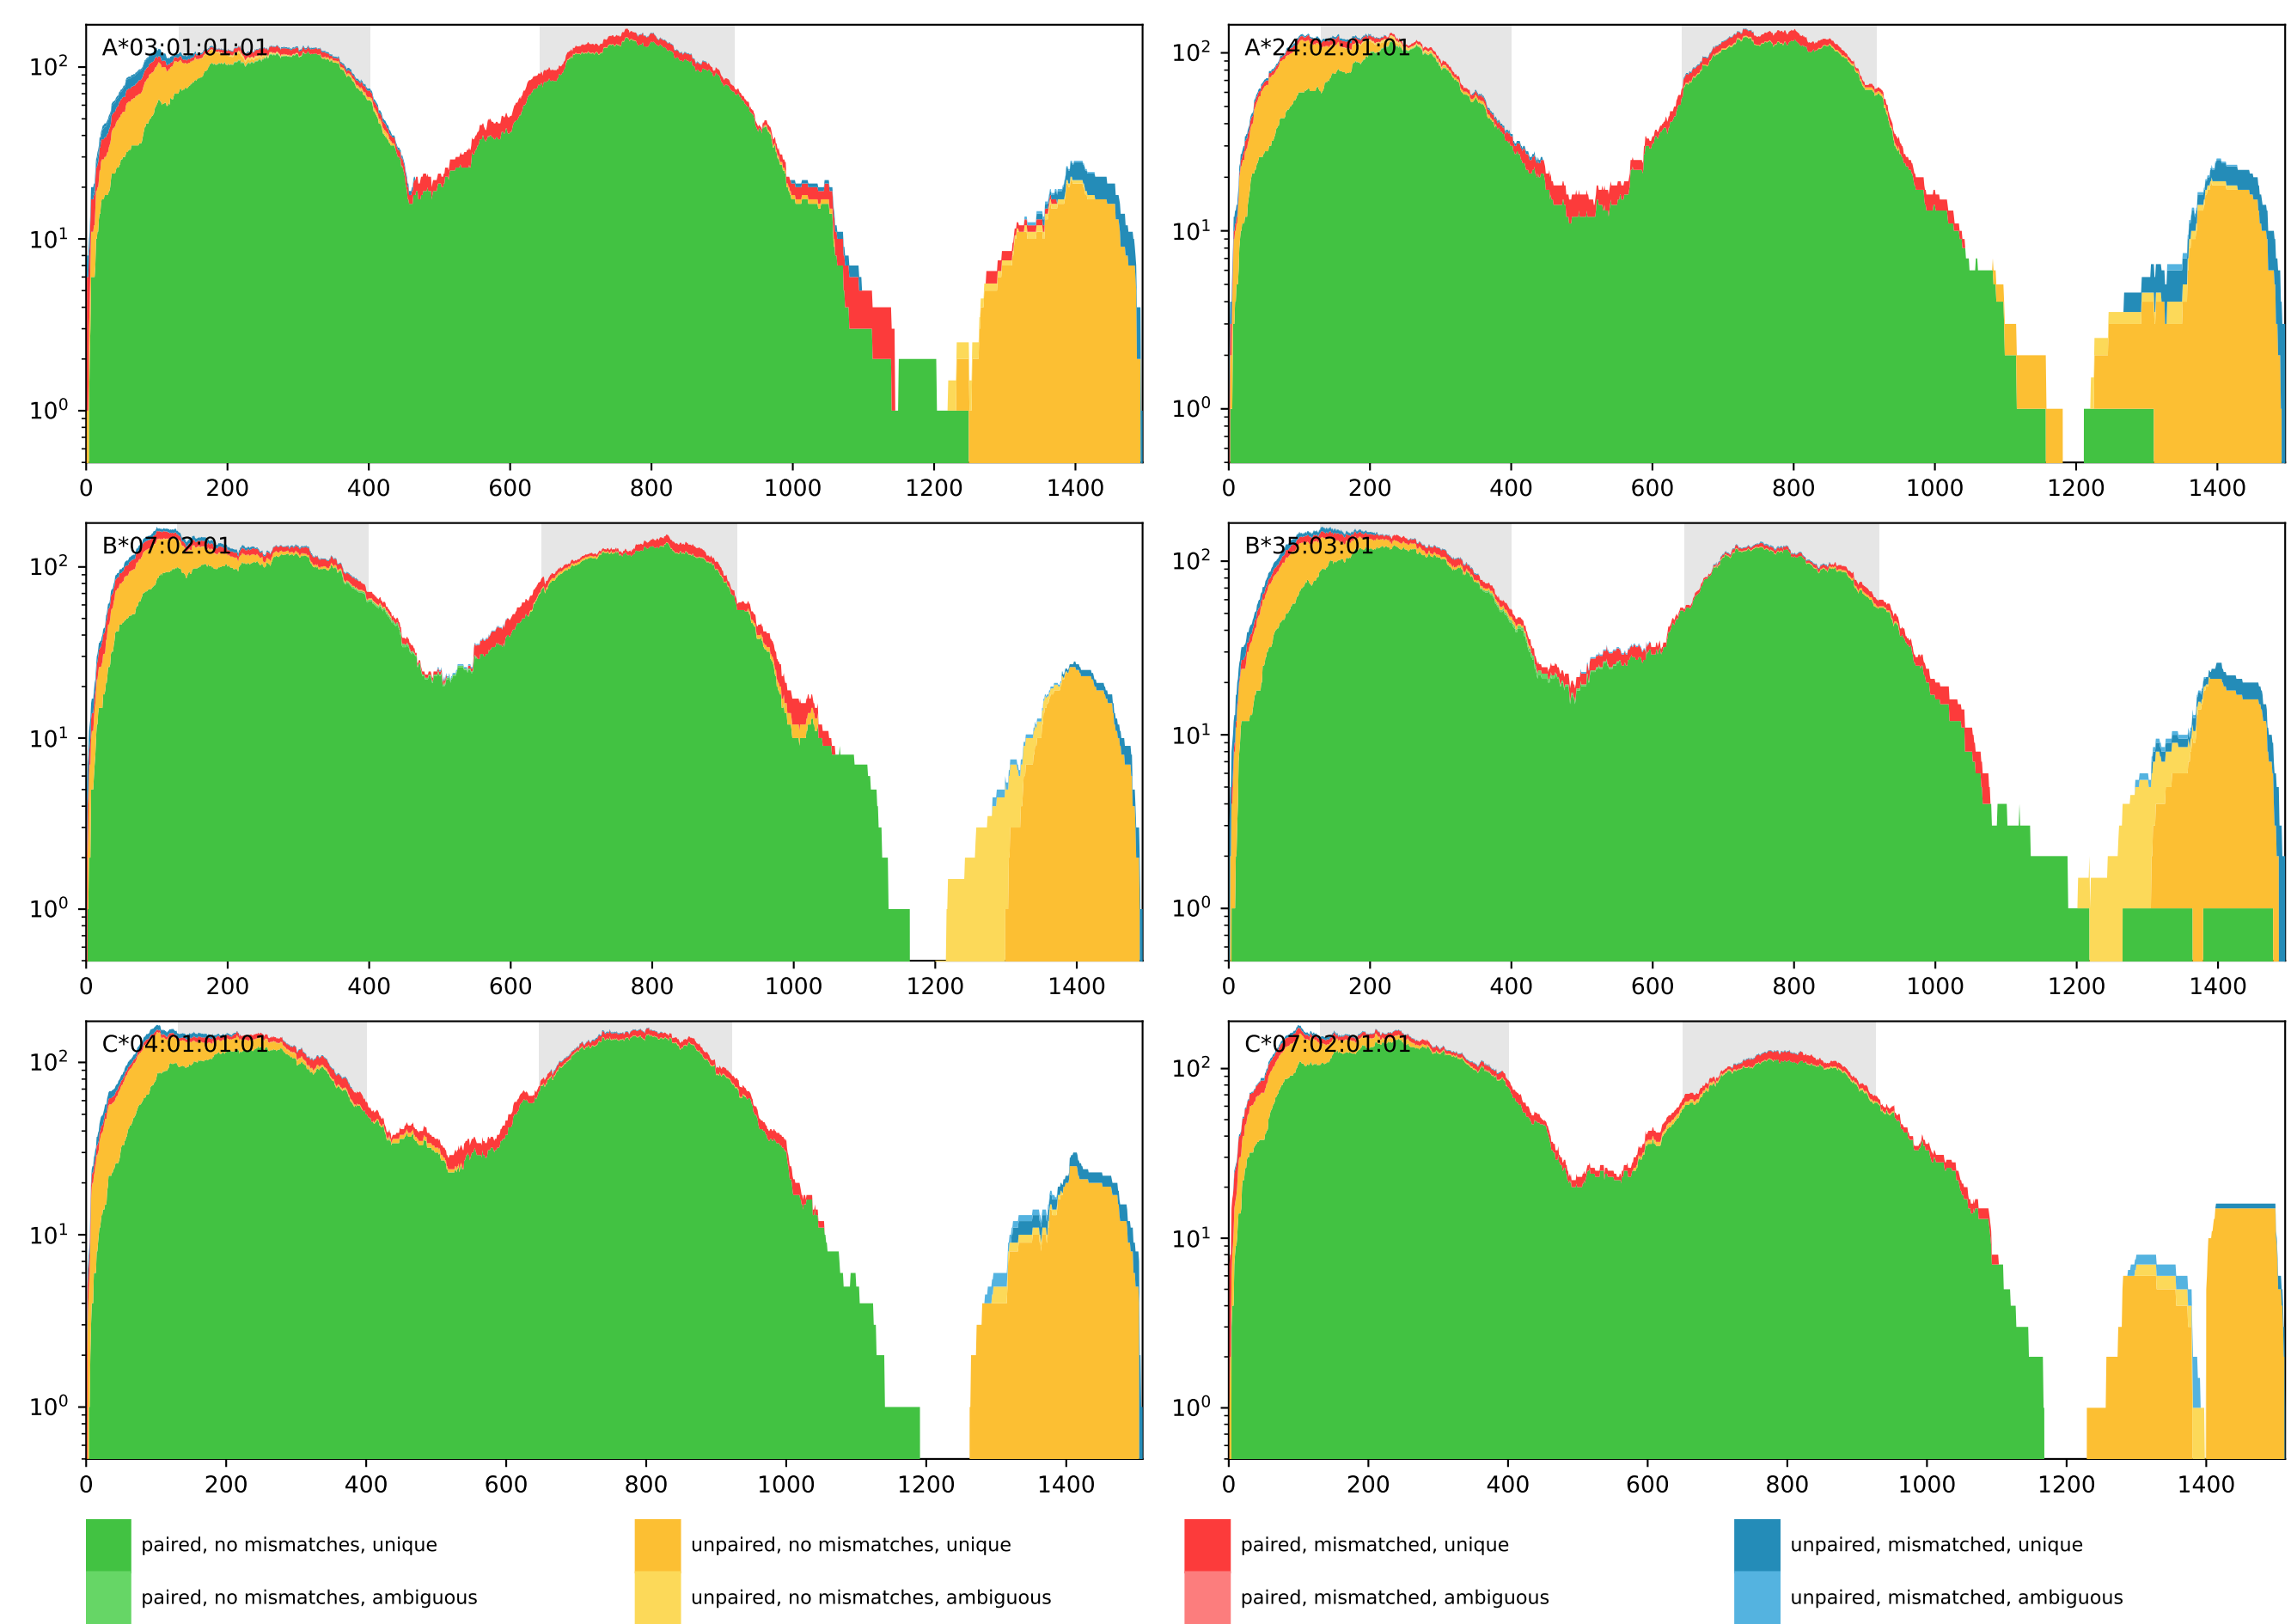 A*03:01:01:01
10²
10¹
10⁰
0 200 400 600 800 1000 1200 1400
A*24:02:01:01
10²
10¹
10⁰
0 200 400 600 800 1000 1200 1400
B*07:02:01
10²
10¹
10⁰
0 200 400 600 800 1000 1200 1400
B*35:03:01
10²
10¹
10⁰
0 200 400 600 800 1000 1200 1400
C*04:01:01:01
10²
10¹
10⁰
0 200 400 600 800 1000 1200 1400
C*07:02:01:01
10²
10¹
10⁰
0 200 400 600 800 1000 1200 1400
paired, no mismatches, unique
unpaired, no mismatches, unique
paired, mismatched, unique
unpaired, mismatched, unique
paired, no mismatches, ambiguous
unpaired, no mismatches, ambiguous
paired, mismatched, ambiguous
unpaired, mismatched, ambiguous